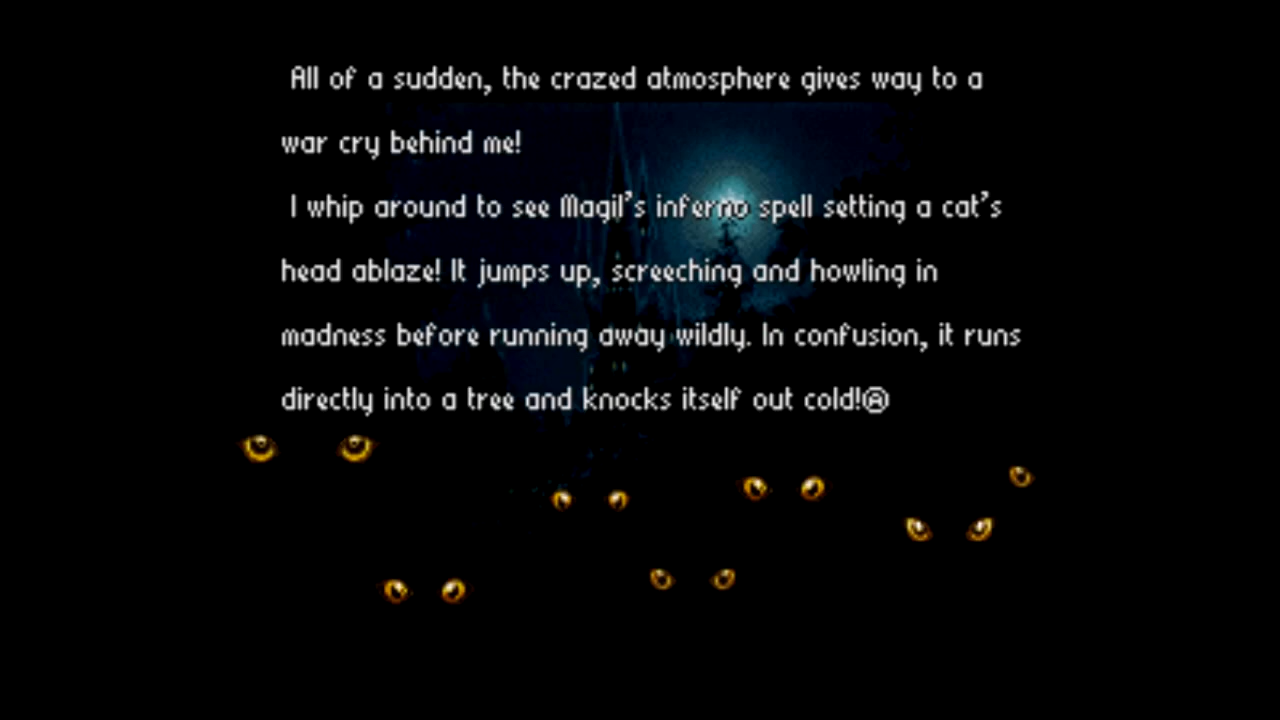 All of a sudden, the crazed atmosphere gives way to a
war cry behind me!
I whip around to see Magil's inferno spell setting a cat's
head ablaze! It jumps up, screeching and howling in
madness before running away wildly. In confusion, it runs
directly into a tree and knocks itself out cold!Ⓐ